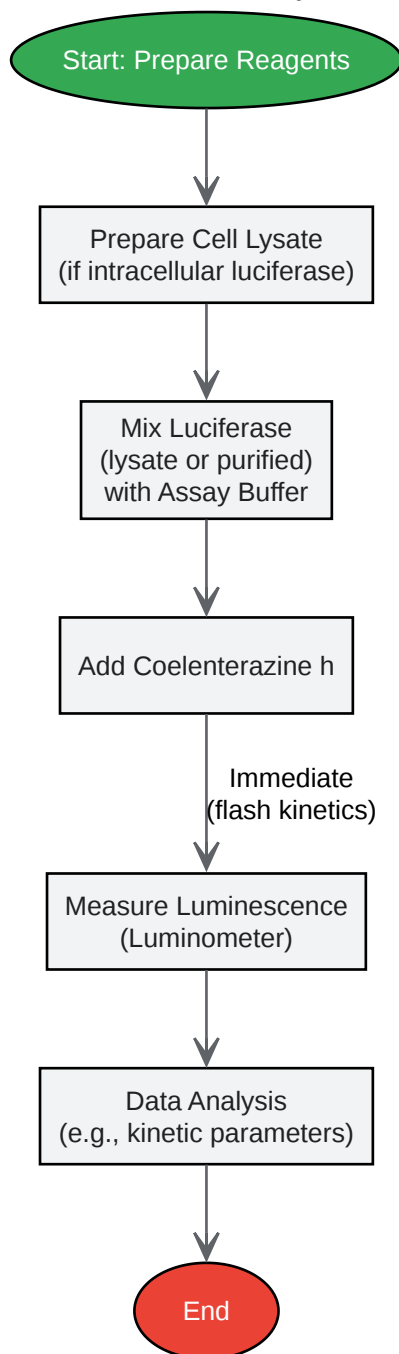 Start: Prepare Reagents
Prepare Cell Lysate
(if intracellular luciferase)
Mix Luciferase
(lysate or purified)
with Assay Buffer
Add Coelenterazine h
Immediate
(flash kinetics)
Measure Luminescence
(Luminometer)
Data Analysis
(e.g., kinetic parameters)
End